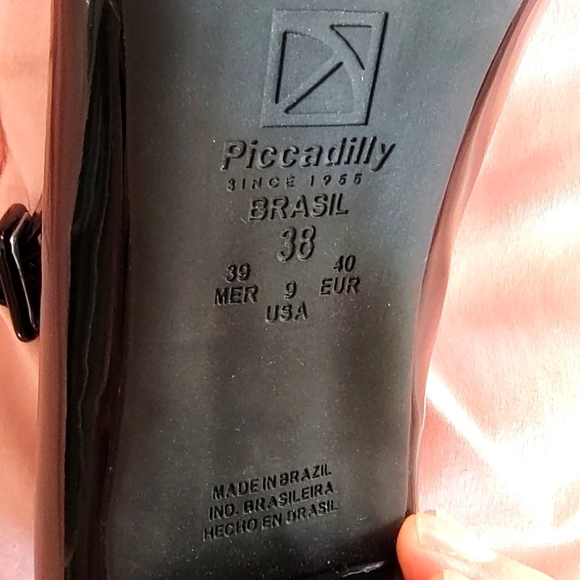 Piccadilly
SINCE 1955
BRASIL
38
39 40
MER 9 EUR
USA
MADE IN BRAZIL
IND. BRASILEIRA
HECHO EN BRASIL